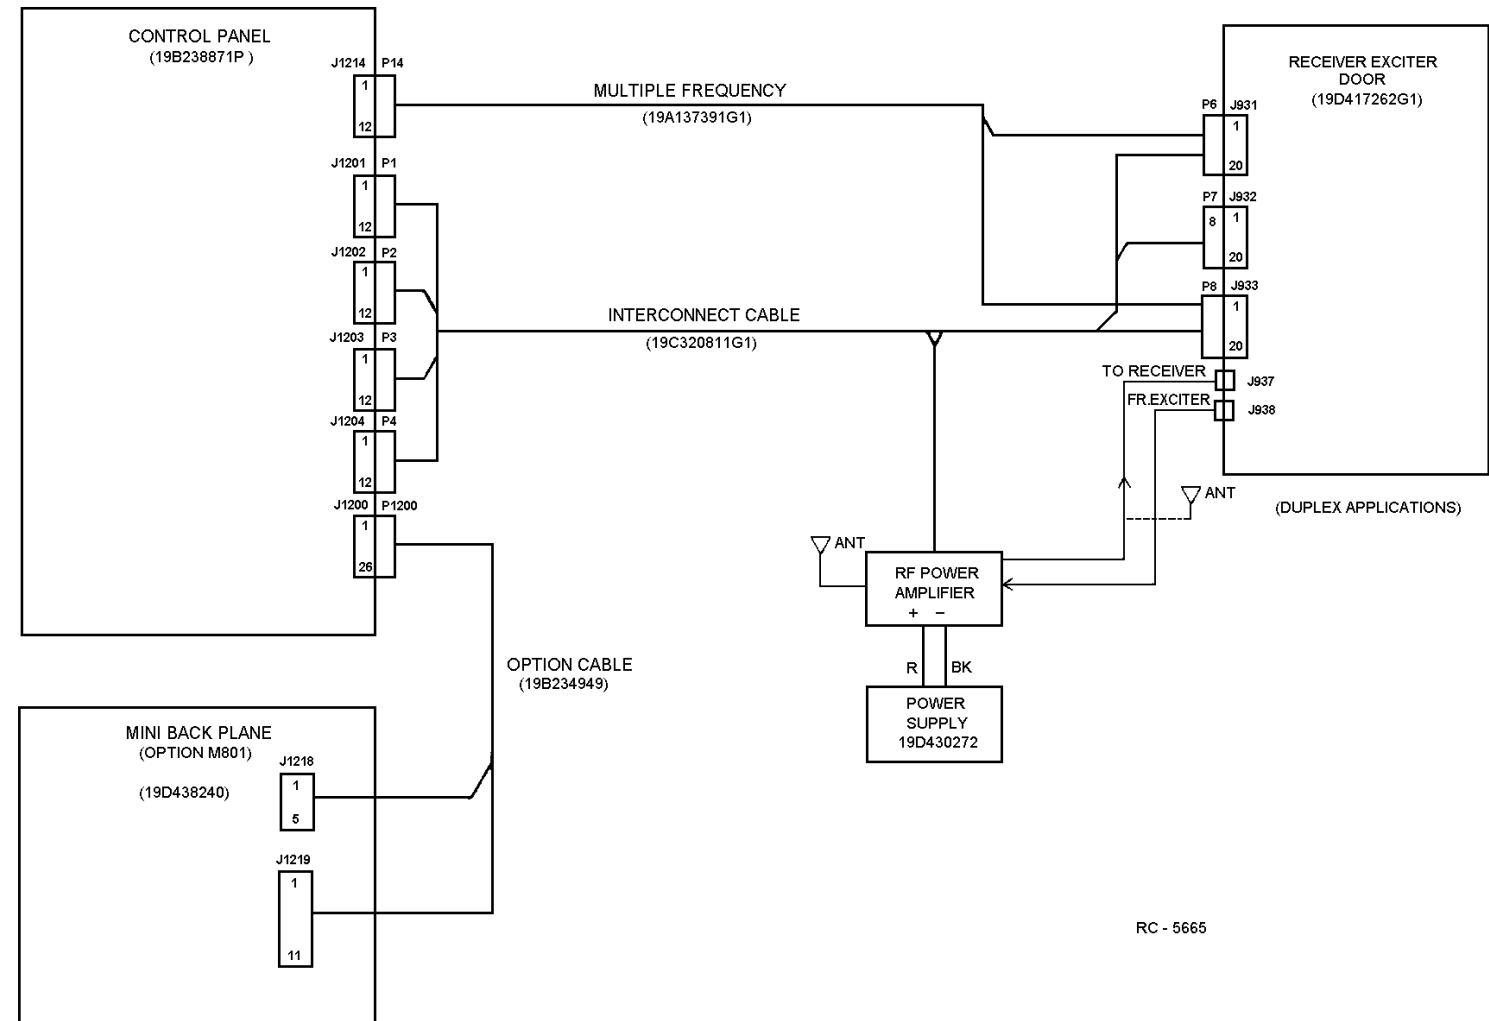 CONTROL PANEL
(19B238871P )
J1214 P14
1
12
J1201 P1
1
12
J1202 P2
1
12
J1203 P3
1
12
J1204 P4
1
12
J1200 P1200
1
26
MULTIPLE FREQUENCY
(19A137391G1)
INTERCONNECT CABLE
(19C320811G1)
RECEIVER EXCITER
DOOR
(19D417262G1)
P6 J931
1
20
P7 J932
8 1
20
P8 J933
1
20
TO RECEIVER
J937
FR.EXCITER
J938
ANT
(DUPLEX APPLICATIONS)
ANT
RF POWER
AMPLIFIER
+ −
R BK
POWER
SUPPLY
19D430272
OPTION CABLE
(19B234949)
MINI BACK PLANE
(OPTION M801)
(19D438240)
J1218
1
5
J1219
1
11
RC - 5665